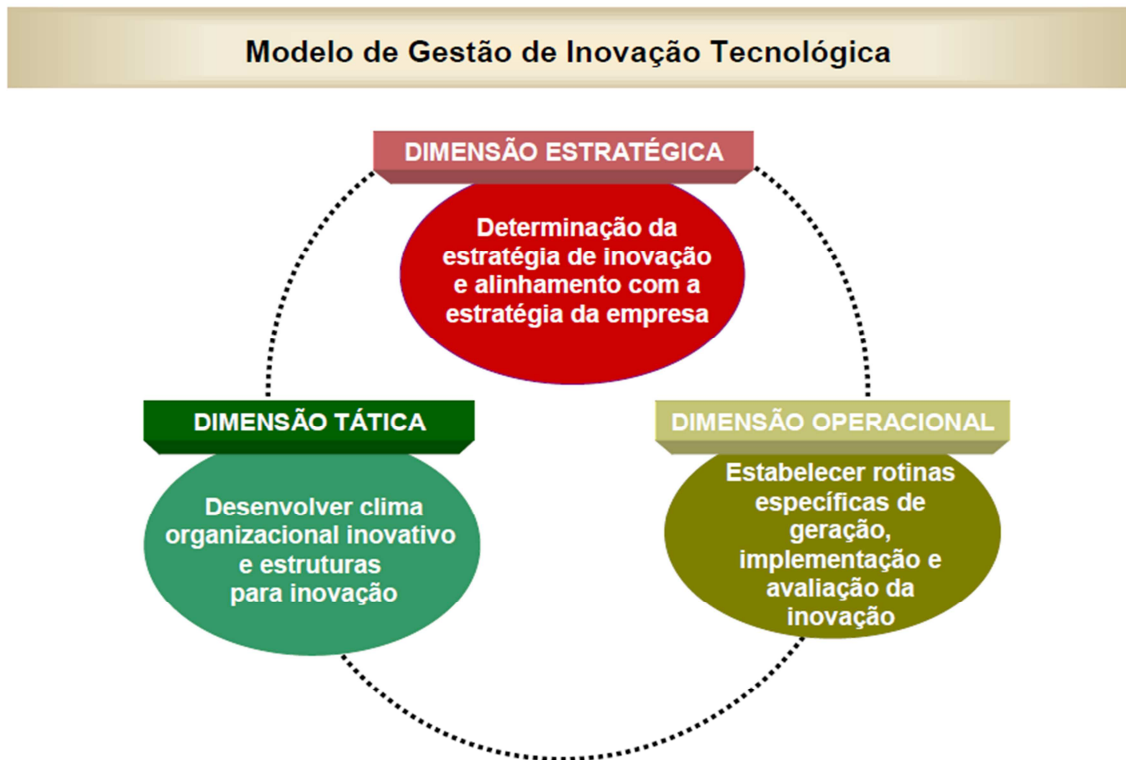 Modelo de Gestão de Inovação Tecnológica
DIMENSÃO ESTRATÉGICA
Determinação da
estratégia de inovação
e alinhamento com a
estratégia da empresa
DIMENSÃO TÁTICA
Desenvolver clima
organizacional inovativo
e estruturas
para inovação
DIMENSÃO OPERACIONAL
Estabelecer rotinas
específicas de
geração,
implementação e
avaliação da
inovação